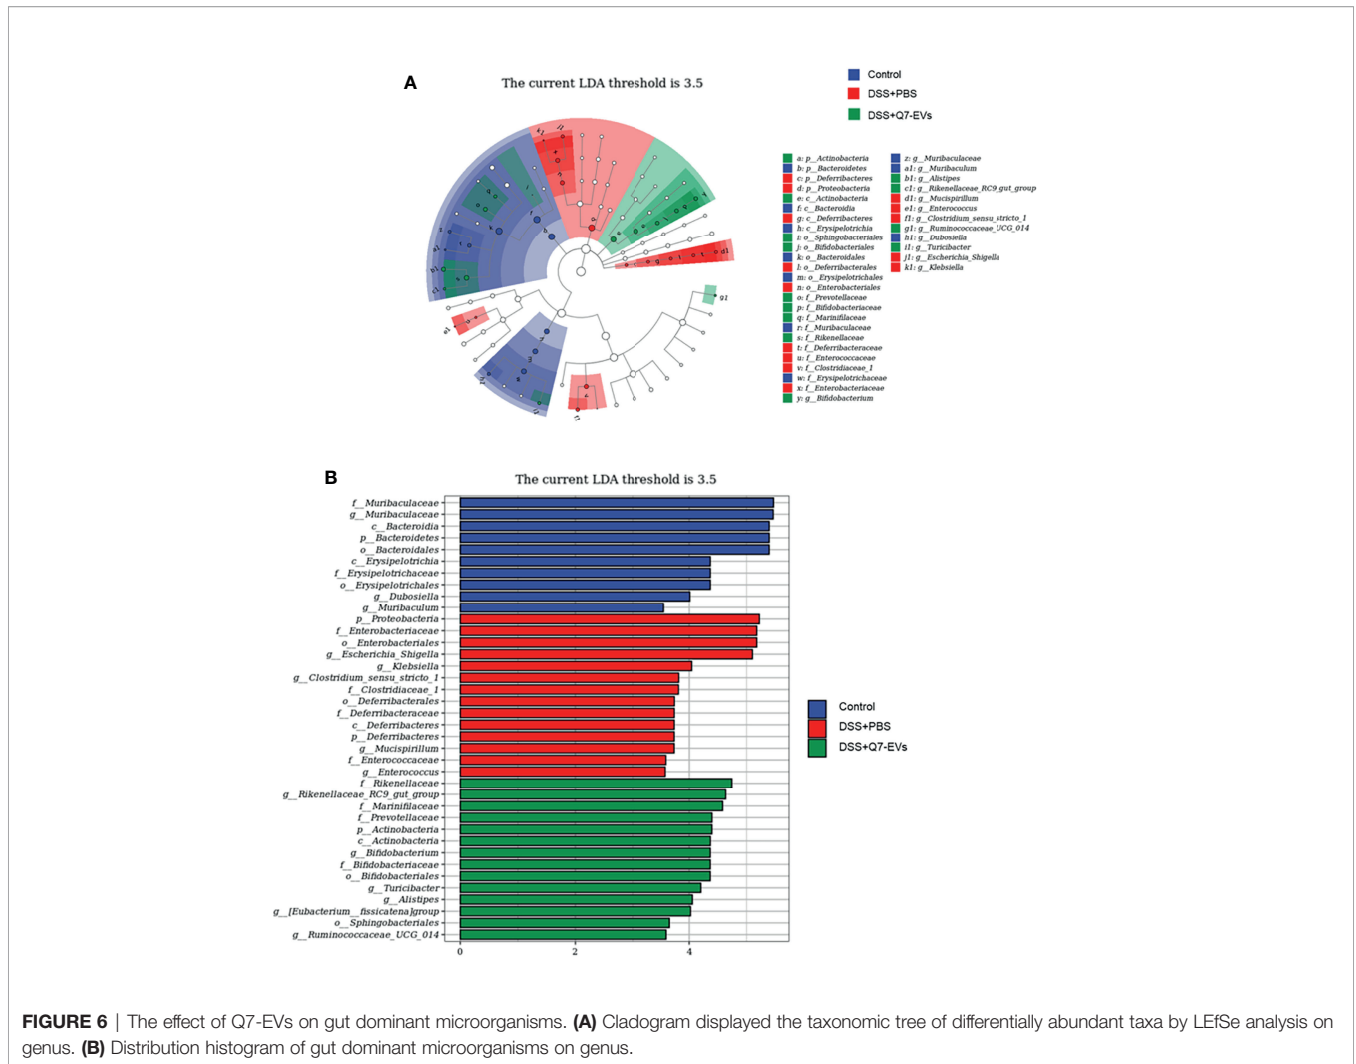 A
The current LDA threshold is 3.5
Control
DSS+PBS
DSS+Q7-EVs
a: p__Actinobacteria
b: p__Bacteroidetes
c: p__Deferribacteres
d: p__Proteobacteria
e: c__Actinobacteria
f: c__Bacteroidia
g: c__Deferribacteres
h: c__Erysipelotrichia
i: o__Sphingobacteriales
j: o__Bifidobacteriales
k: o__Bacteroidales
l: o__Deferribacterales
m: o__Erysipelotrichales
n: o__Enterobacteriales
o: f__Prevotellaceae
p: f__Bifidobacteriaceae
q: f__Marinifilaceae
r: f__Muribaculaceae
s: f__Rikenellaceae
t: f__Deferribacteraceae
u: f__Enterococcaceae
v: f__Clostridiaceae_1
w: f__Erysipelotrichaceae
x: f__Enterobacteriaceae
y: g__Bifidobacterium
z: g__Muribaculaceae
a1: g__Muribaculum
b1: g__Alistipes
c1: g__Rikenellaceae_RC9_gut_group
d1: g__Mucispirillum
e1: g__Enterococcus
f1: g__Clostridium_sensu_stricto_1
g1: g__Ruminococcaceae_UCG_014
h1: g__Dubosiella
i1: g__Turicibacter
j1: g__Escherichia_Shigella
k1: g__Klebsiella
k1
j1
d1
g1
e1
h1
f1
B
The current LDA threshold is 3.5
f__Muribaculaceae
g__Muribaculaceae
c__Bacteroidia
p__Bacteroidetes
o__Bacteroidales
c__Erysipelotrichia
f__Erysipelotrichaceae
o__Erysipelotrichales
g__Dubosiella
g__Muribaculum
p__Proteobacteria
f__Enterobacteriaceae
o__Enterobacteriales
g__Escherichia_Shigella
g__Klebsiella
g__Clostridium_sensu_stricto_1
f__Clostridiaceae_1
o__Deferribacterales
f__Deferribacteraceae
c__Deferribacteres
p__Deferribacteres
g__Mucispirillum
f__Enterococcaceae
g__Enterococcus
f__Rikenellaceae
g__Rikenellaceae_RC9_gut_group
f__Marinifilaceae
f__Prevotellaceae
p__Actinobacteria
c__Actinobacteria
g__Bifidobacterium
f__Bifidobacteriaceae
o__Bifidobacteriales
g__Turicibacter
g__Alistipes
g__[Eubacterium__fissicatena]group
o__Sphingobacteriales
g__Ruminococcaceae_UCG_014
0 2 4
Control
DSS+PBS
DSS+Q7-EVs
FIGURE 6 | The effect of Q7-EVs on gut dominant microorganisms. (A) Cladogram displayed the taxonomic tree of differentially abundant taxa by LEfSe analysis on
genus. (B) Distribution histogram of gut dominant microorganisms on genus.